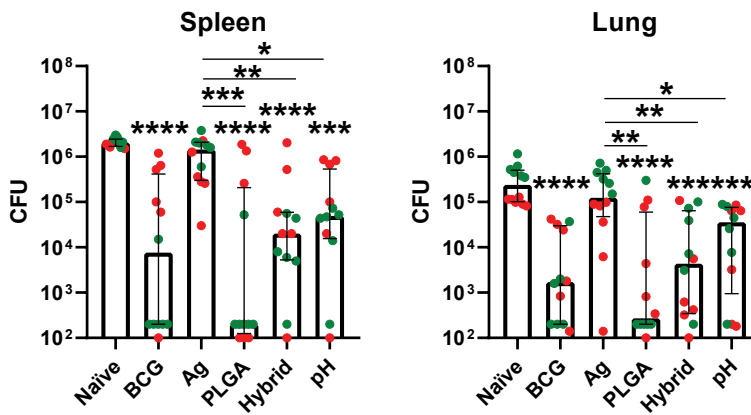 Spleen
*
**
***
****
****
****
***
CFU
10⁸
10⁷
10⁶
10⁵
10⁴
10³
10²
Naïve
BCG
Ag
PLGA
Hybrid
pH
Lung
*
**
**
****
****
*******
CFU
10⁸
10⁷
10⁶
10⁵
10⁴
10³
10²
Naïve
BCG
Ag
PLGA
Hybrid
pH